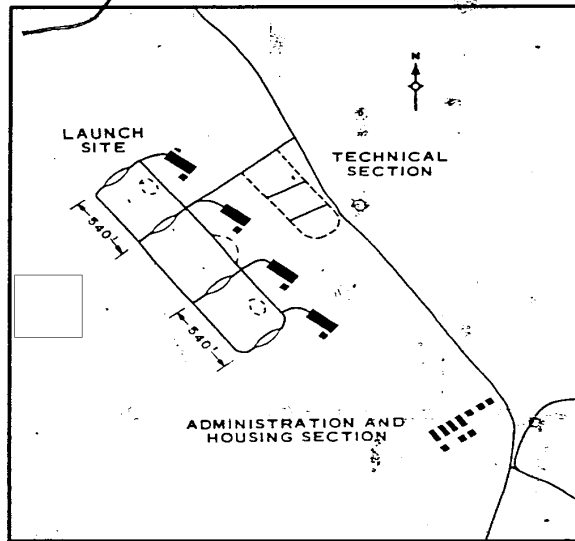 N
LAUNCH
SITE
TECHNICAL
SECTION
540'
540'
ADMINISTRATION AND
HOUSING SECTION